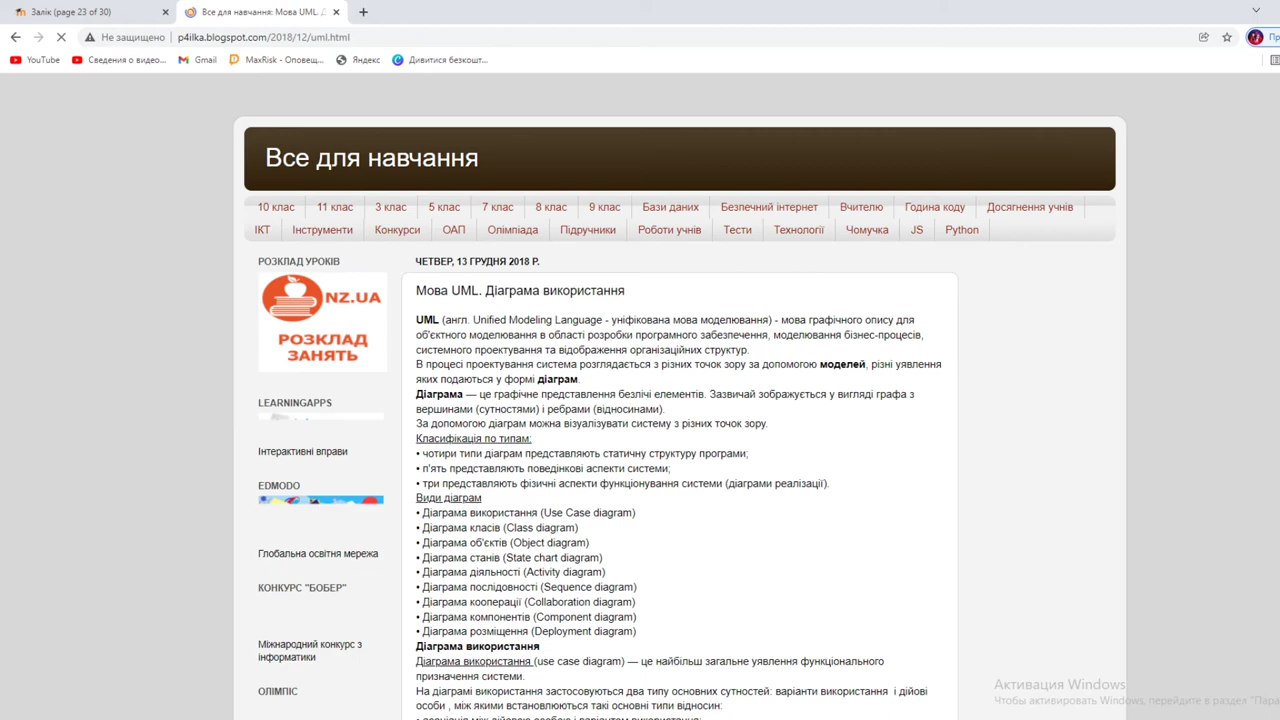 Залік (page 23 of 30)
Все для навчання: Мова UML. Д
Не защищено
p4ilka.blogspot.com/2018/12/uml.html
YouTube
Сведения о видео...
Gmail
MaxRisk - Оповещ...
Яндекс
Дивитися безкошт...
Все для навчання
10 клас
11 клас
3 клас
5 клас
7 клас
8 клас
9 клас
Бази даних
Безпечний інтернет
Вчителю
Година коду
Досягнення учнів
ІКТ
Інструменти
Конкурси
ОАП
Олімпіада
Підручники
Роботи учнів
Тести
Технології
Чомучка
JS
Python
РОЗКЛАД УРОКІВ
NZ.UA
РОЗКЛАД
ЗАНЯТЬ
LEARNINGAPPS
Інтерактивні вправи
EDMODO
Глобальна освітня мережа
КОНКУРС "БОБЕР"
Міжнародний конкурс з
інформатики
ОЛІМПІС
ЧЕТВЕР, 13 ГРУДНЯ 2018 Р.
Мова UML. Діаграма використання
UML (англ. Unified Modeling Language - уніфікована мова моделювання) - мова графічного опису для
об'єктного моделювання в області розробки програмного забезпечення, моделювання бізнес-процесів,
системного проектування та відображення організаційних структур.
В процесі проектування система розглядається з різних точок зору за допомогою моделей, різні уявлення
яких подаються у формі діаграм.
Діаграма — це графічне представлення безлічі елементів. Зазвичай зображується у вигляді графа з
вершинами (сутностями) і ребрами (відносинами).
За допомогою діаграм можна візуалізувати систему з різних точок зору.
Класифікація по типам:
• чотири типи діаграм представляють статичну структуру програми;
• п'ять представляють поведінкові аспекти системи;
• три представляють фізичні аспекти функціонування системи (діаграми реалізації).
Види діаграм
• Діаграма використання (Use Case diagram)
• Діаграма класів (Class diagram)
• Діаграма об'єктів (Object diagram)
• Діаграма станів (State chart diagram)
• Діаграма діяльності (Activity diagram)
• Діаграма послідовності (Sequence diagram)
• Діаграма кооперації (Collaboration diagram)
• Діаграма компонентів (Component diagram)
• Діаграма розміщення (Deployment diagram)
Діаграма використання
Діаграма використання (use case diagram) — це найбільш загальне уявлення функціонального
призначення системи.
На діаграмі використання застосовуються два типу основних сутностей: варіанти використання і дійові
особи , між якими встановлюються такі основні типи відносин:
Активация Windows
Чтобы активировать Windows, перейдите в раздел "Пара